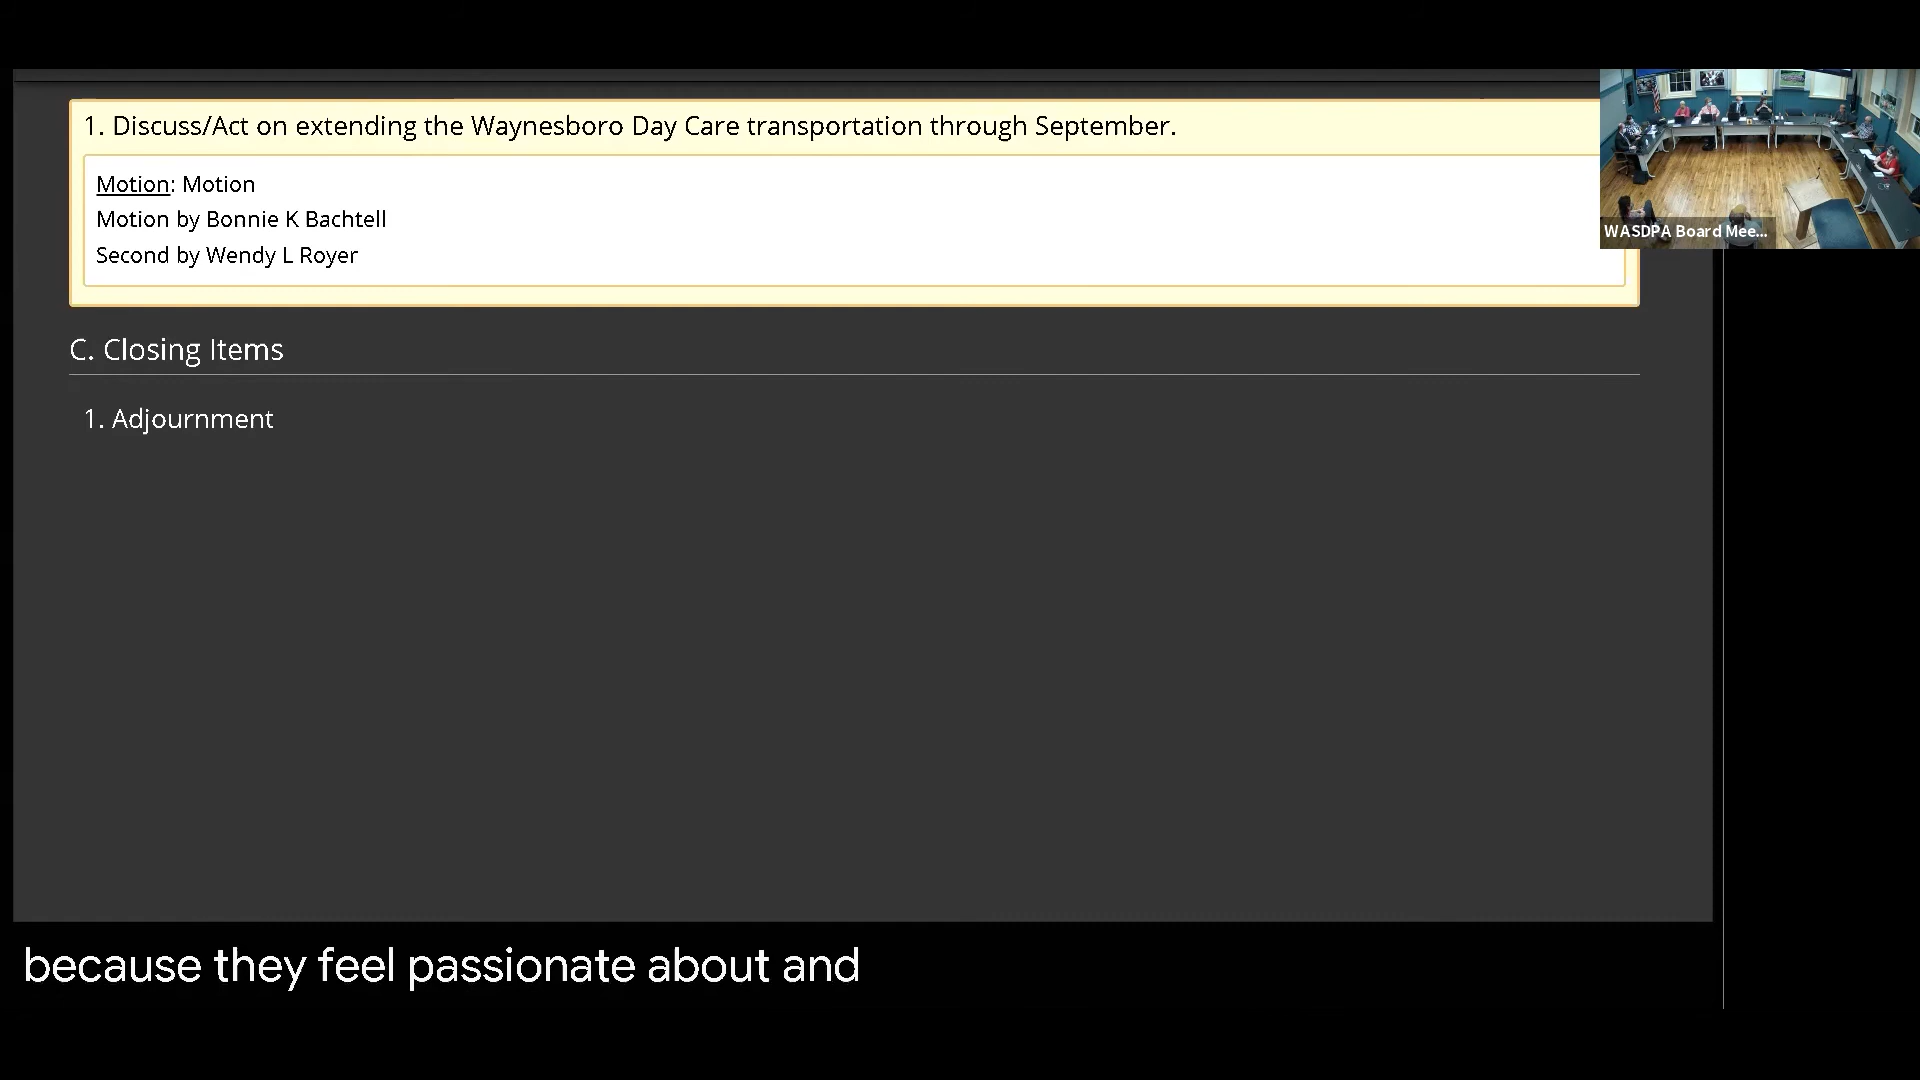 1. Discuss/Act on extending the Waynesboro Day Care transportation through September.
Motion: Motion
Motion by Bonnie K Bachtell
Second by Wendy L Royer
WASDPA Board Mee...
C. Closing Items
1. Adjournment
because they feel passionate about and